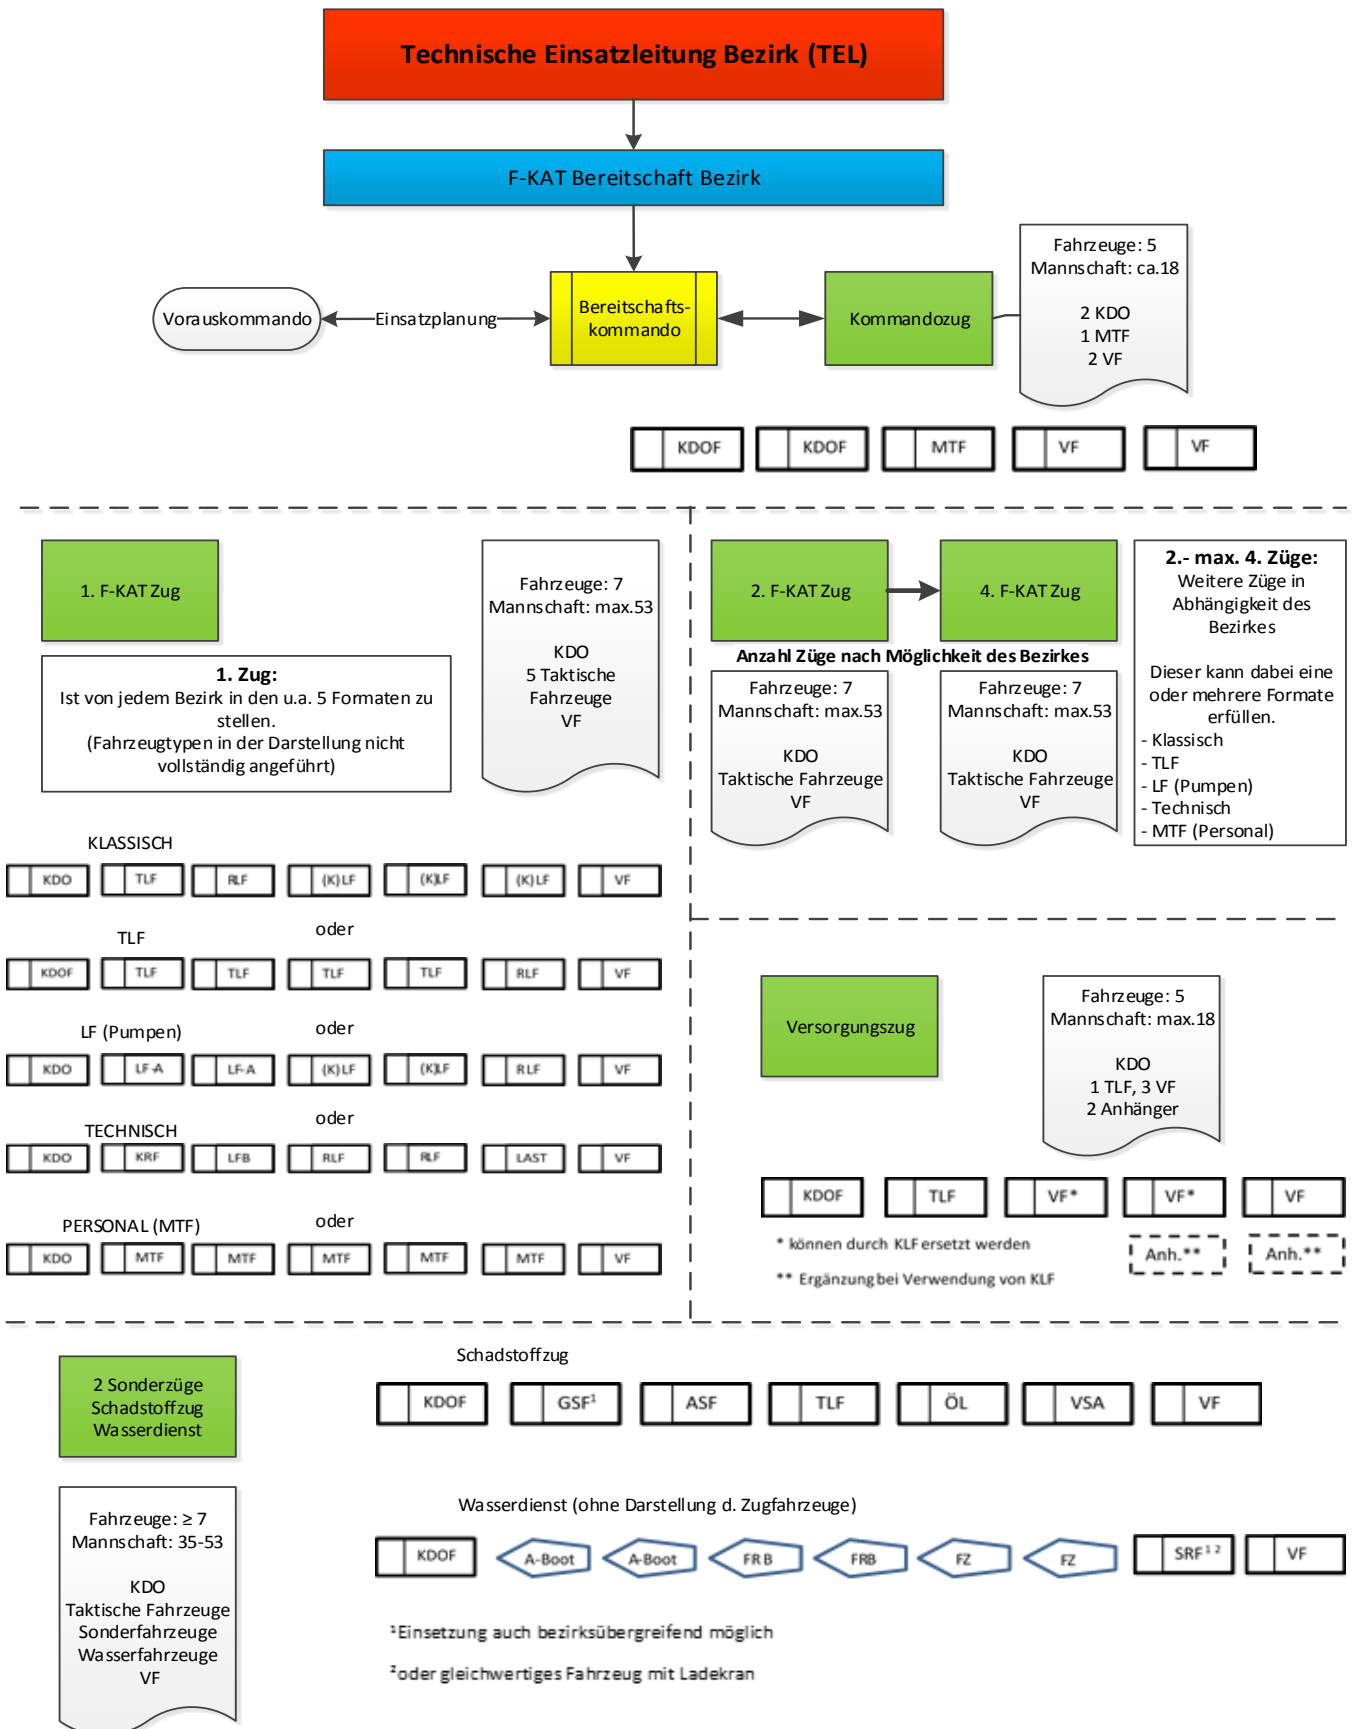 Technische Einsatzleitung Bezirk (TEL)
F-KAT Bereitschaft Bezirk
Vorauskommando
Einsatzplanung
Bereitschafts-
kommando
Kommandozug
Fahrzeuge: 5
Mannschaft: ca.18
2 KDO
1 MTF
2 VF
KDOF KDOF MTF VF VF
1. F-KAT Zug
1. Zug:
Ist von jedem Bezirk in den u.a. 5 Formaten zu
stellen.
(Fahrzeugtypen in der Darstellung nicht
vollständig angeführt)
Fahrzeuge: 7
Mannschaft: max.53
KDO
5 Taktische
Fahrzeuge
VF
KLASSISCH
KDO TLF RLF (K)LF (K)LF (K)LF VF
oder
TLF
KDOF TLF TLF TLF TLF RLF VF
oder
LF (Pumpen)
KDO LF-A LF-A (K)LF (K)LF RLF VF
oder
TECHNISCH
KDO KRF LFB RLF RLF LAST VF
oder
PERSONAL (MTF)
KDO MTF MTF MTF MTF MTF VF
2. F-KAT Zug
4. F-KAT Zug
Anzahl Züge nach Möglichkeit des Bezirkes
Fahrzeuge: 7
Mannschaft: max.53
KDO
Taktische Fahrzeuge
VF
Fahrzeuge: 7
Mannschaft: max.53
KDO
Taktische Fahrzeuge
VF
2.- max. 4. Züge:
Weitere Züge in
Abhängigkeit des
Bezirkes
Dieser kann dabei eine
oder mehrere Formate
erfüllen.
- Klassisch
- TLF
- LF (Pumpen)
- Technisch
- MTF (Personal)
Versorgungszug
Fahrzeuge: 5
Mannschaft: max.18
KDO
1 TLF, 3 VF
2 Anhänger
KDOF TLF VF* VF* VF
* können durch KLF ersetzt werden
Anh.** Anh.**
** Ergänzung bei Verwendung von KLF
2 Sonderzüge
Schadstoffzug
Wasserdienst
Fahrzeuge: ≥ 7
Mannschaft: 35-53
KDO
Taktische Fahrzeuge
Sonderfahrzeuge
Wasserfahrzeuge
VF
Schadstoffzug
KDOF GSF¹ ASF TLF ÖL VSA VF
Wasserdienst (ohne Darstellung d. Zugfahrzeuge)
KDOF A-Boot A-Boot FRB FRB FZ FZ SRF¹ ² VF
¹Einsetzung auch bezirksübergreifend möglich
²oder gleichwertiges Fahrzeug mit Ladekran